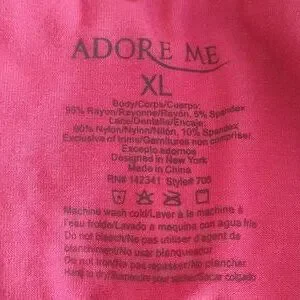 ADORE ME
XL
Body/Corps/Cuerpo:
95% Rayon/Rayonne/Rayon, 5% Spandex
Lace/Dentelle/Encaje:
90% Nylon/Nylon/Nilón, 10% Spandex
Exclusive of trims/Garnitures non comprises/
Excepto adornos
Designed in New York
Made in China
RN# 142341 Style# 705
Machine wash cold/Laver à la machine à
l'eau froide/Lavado a maquina con agua fria
Do not Bleach/No pas utiliser d'agent de
blanchiment/No usar blanqueador
Do not Iron/Ne pas repasser/No planchar
Hang to dry/Suspendre pour sécher/Secar colgado